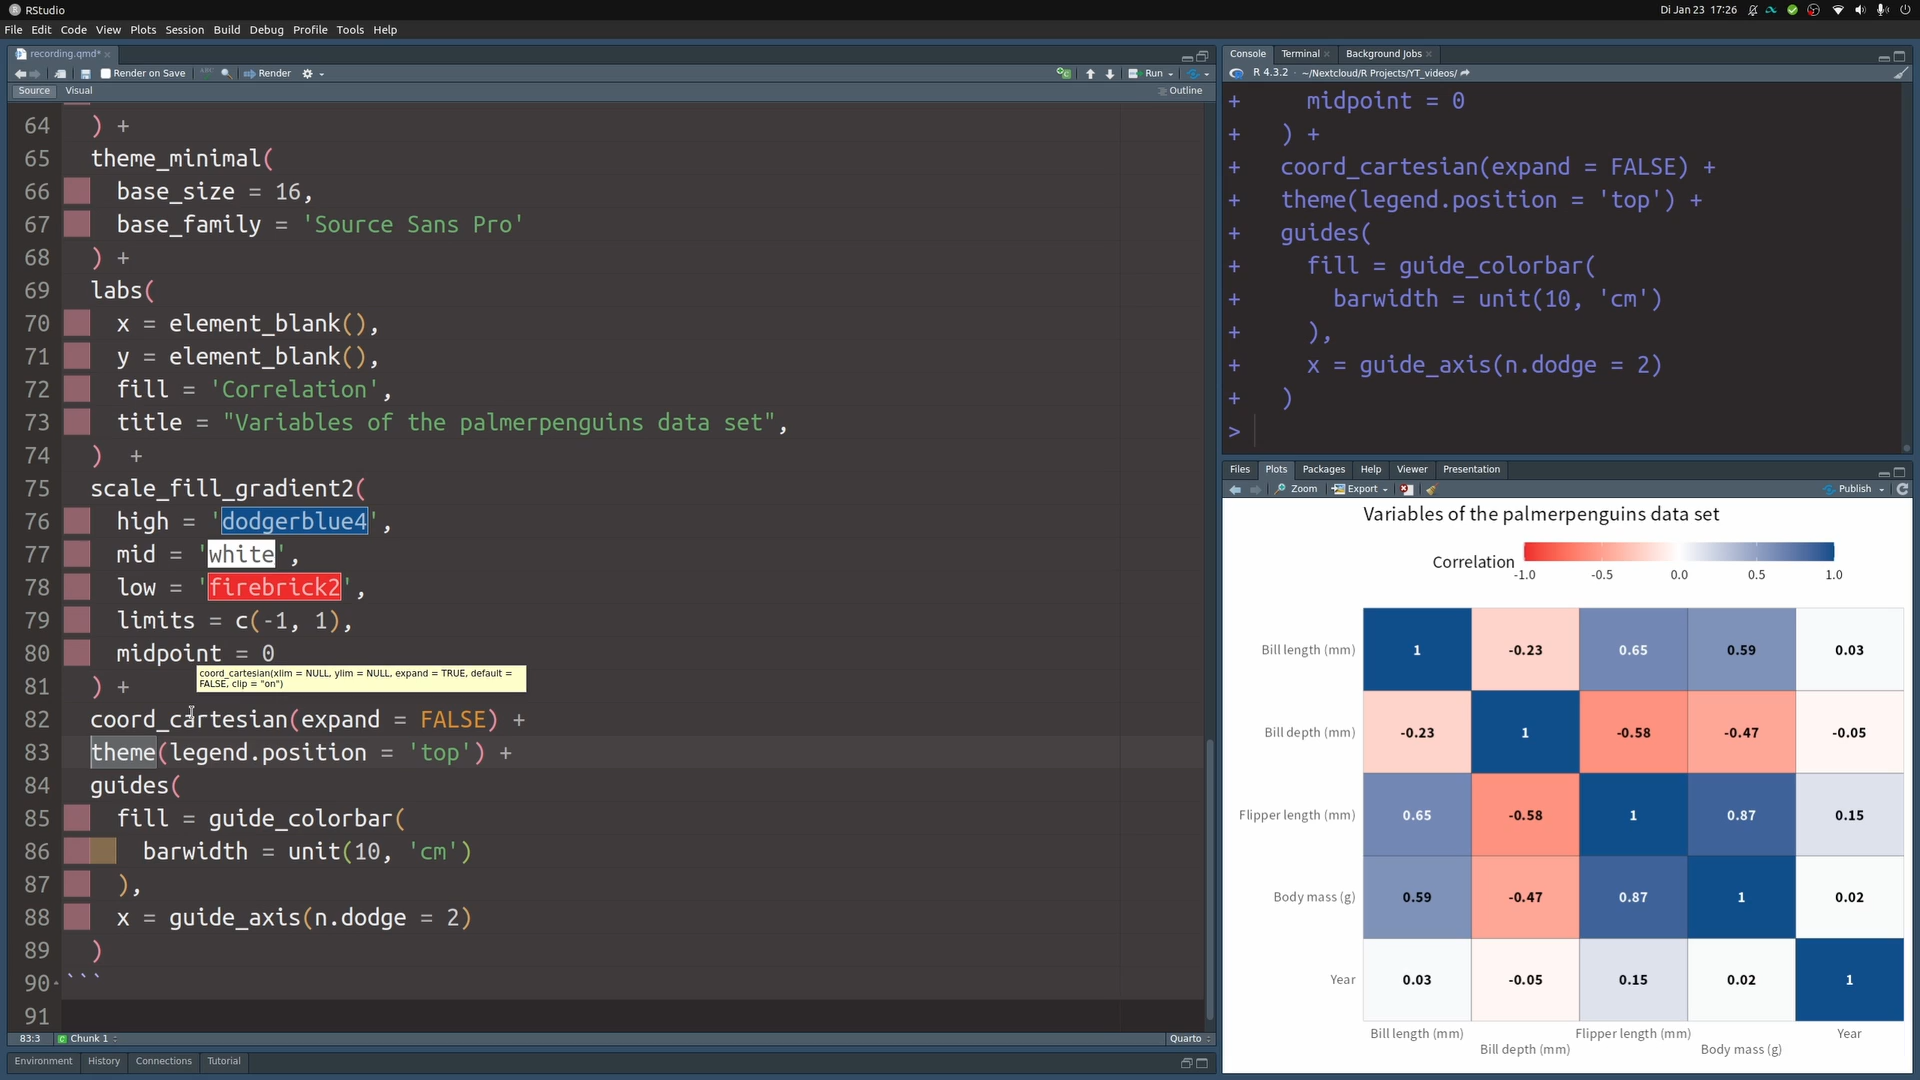 RStudio
Di Jan 23 17:26
File Edit Code View Plots Session Build Debug Profile Tools Help
recording.qmd*
Render on Save
Render
Run
Source Visual
Outline
64 ) +
65 theme_minimal(
66 base_size = 16,
67 base_family = 'Source Sans Pro'
68 ) +
69 labs(
70 x = element_blank(),
71 y = element_blank(),
72 fill = 'Correlation',
73 title = "Variables of the palmerpenguins data set",
74 ) +
75 scale_fill_gradient2(
76 high = 'dodgerblue4',
77 mid = 'white',
78 low = 'firebrick2',
79 limits = c(-1, 1),
80 midpoint = 0
coord_cartesian(xlim = NULL, ylim = NULL, expand = TRUE, default =
FALSE, clip = "on")
81 ) +
82 coord_cartesian(expand = FALSE) +
83 theme(legend.position = 'top') +
84 guides(
85 fill = guide_colorbar(
86 barwidth = unit(10, 'cm')
87 ),
88 x = guide_axis(n.dodge = 2)
89 )
90 ```
91
83:3 Chunk 1
Quarto
Environment History Connections Tutorial
Console Terminal Background Jobs
R 4.3.2 · ~/Nextcloud/R Projects/YT_videos/
+ midpoint = 0
+ ) +
+ coord_cartesian(expand = FALSE) +
+ theme(legend.position = 'top') +
+ guides(
+ fill = guide_colorbar(
+ barwidth = unit(10, 'cm')
+ ),
+ x = guide_axis(n.dodge = 2)
+ )
>
Files Plots Packages Help Viewer Presentation
Zoom Export
Publish
Variables of the palmerpenguins data set
Correlation
-1.0 -0.5 0.0 0.5 1.0
Bill length (mm) 1 -0.23 0.65 0.59 0.03
Bill depth (mm) -0.23 1 -0.58 -0.47 -0.05
Flipper length (mm) 0.65 -0.58 1 0.87 0.15
Body mass (g) 0.59 -0.47 0.87 1 0.02
Year 0.03 -0.05 0.15 0.02 1
Bill length (mm) Flipper length (mm) Year
Bill depth (mm) Body mass (g)